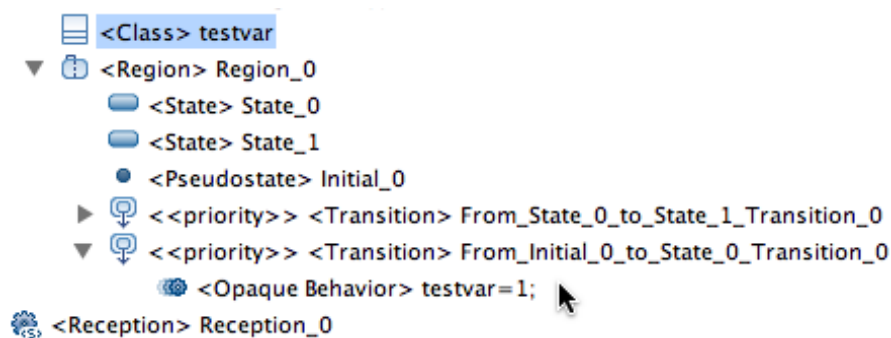 <Class> testvar
<Region> Region_0
<State> State_0
<State> State_1
<Pseudostate> Initial_0
<<priority>> <Transition> From_State_0_to_State_1_Transition_0
<<priority>> <Transition> From_Initial_0_to_State_0_Transition_0
<Opaque Behavior> testvar=1;
<Reception> Reception_0